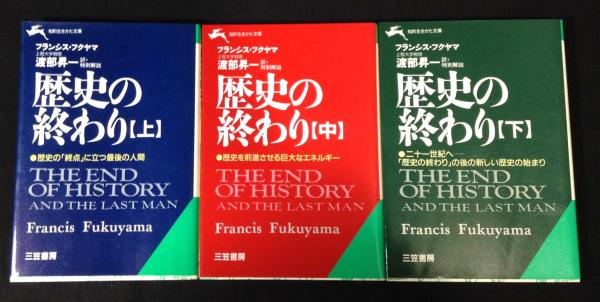 知的生きかた文庫
フランシス・フクヤマ
上智大学教授
渡部昇一 訳・特別解説
歴史の
終わり【上】
●歴史の「終点」に立つ最後の人間
THE END
OF HISTORY
AND THE LAST MAN
Francis Fukuyama
三笠書房
知的生きかた文庫
フランシス・フクヤマ
上智大学教授
渡部昇一 訳・特別解説
歴史の
終わり【中】
●歴史を前進させる巨大なエネルギー
THE END
OF HISTORY
AND THE LAST MAN
Francis Fukuyama
三笠書房
知的生きかた文庫
フランシス・フクヤマ
上智大学教授
渡部昇一 訳・特別解説
歴史の
終わり【下】
●二十一世紀へ――
「歴史の終わり」の後の新しい歴史の始まり
THE END
OF HISTORY
AND THE LAST MAN
Francis Fukuyama
三笠書房